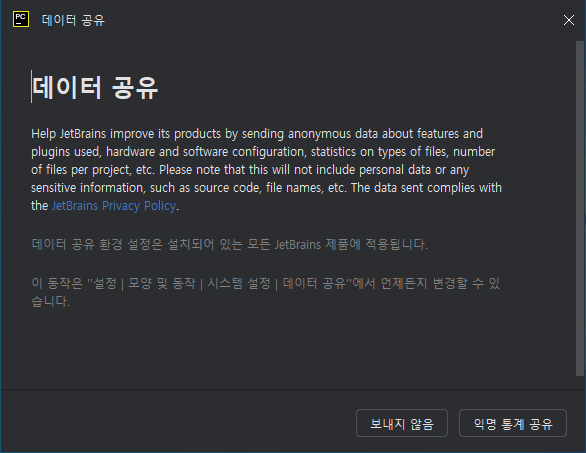 PC 데이터 공유
데이터 공유
Help JetBrains improve its products by sending anonymous data about features and
plugins used, hardware and software configuration, statistics on types of files, number
of files per project, etc. Please note that this will not include personal data or any
sensitive information, such as source code, file names, etc. The data sent complies with
the JetBrains Privacy Policy.
데이터 공유 환경 설정은 설치되어 있는 모든 JetBrains 제품에 적용됩니다.
이 동작은 "설정 | 모양 및 동작 | 시스템 설정 | 데이터 공유"에서 언제든지 변경할 수 있
습니다.
보내지 않음 익명 통계 공유